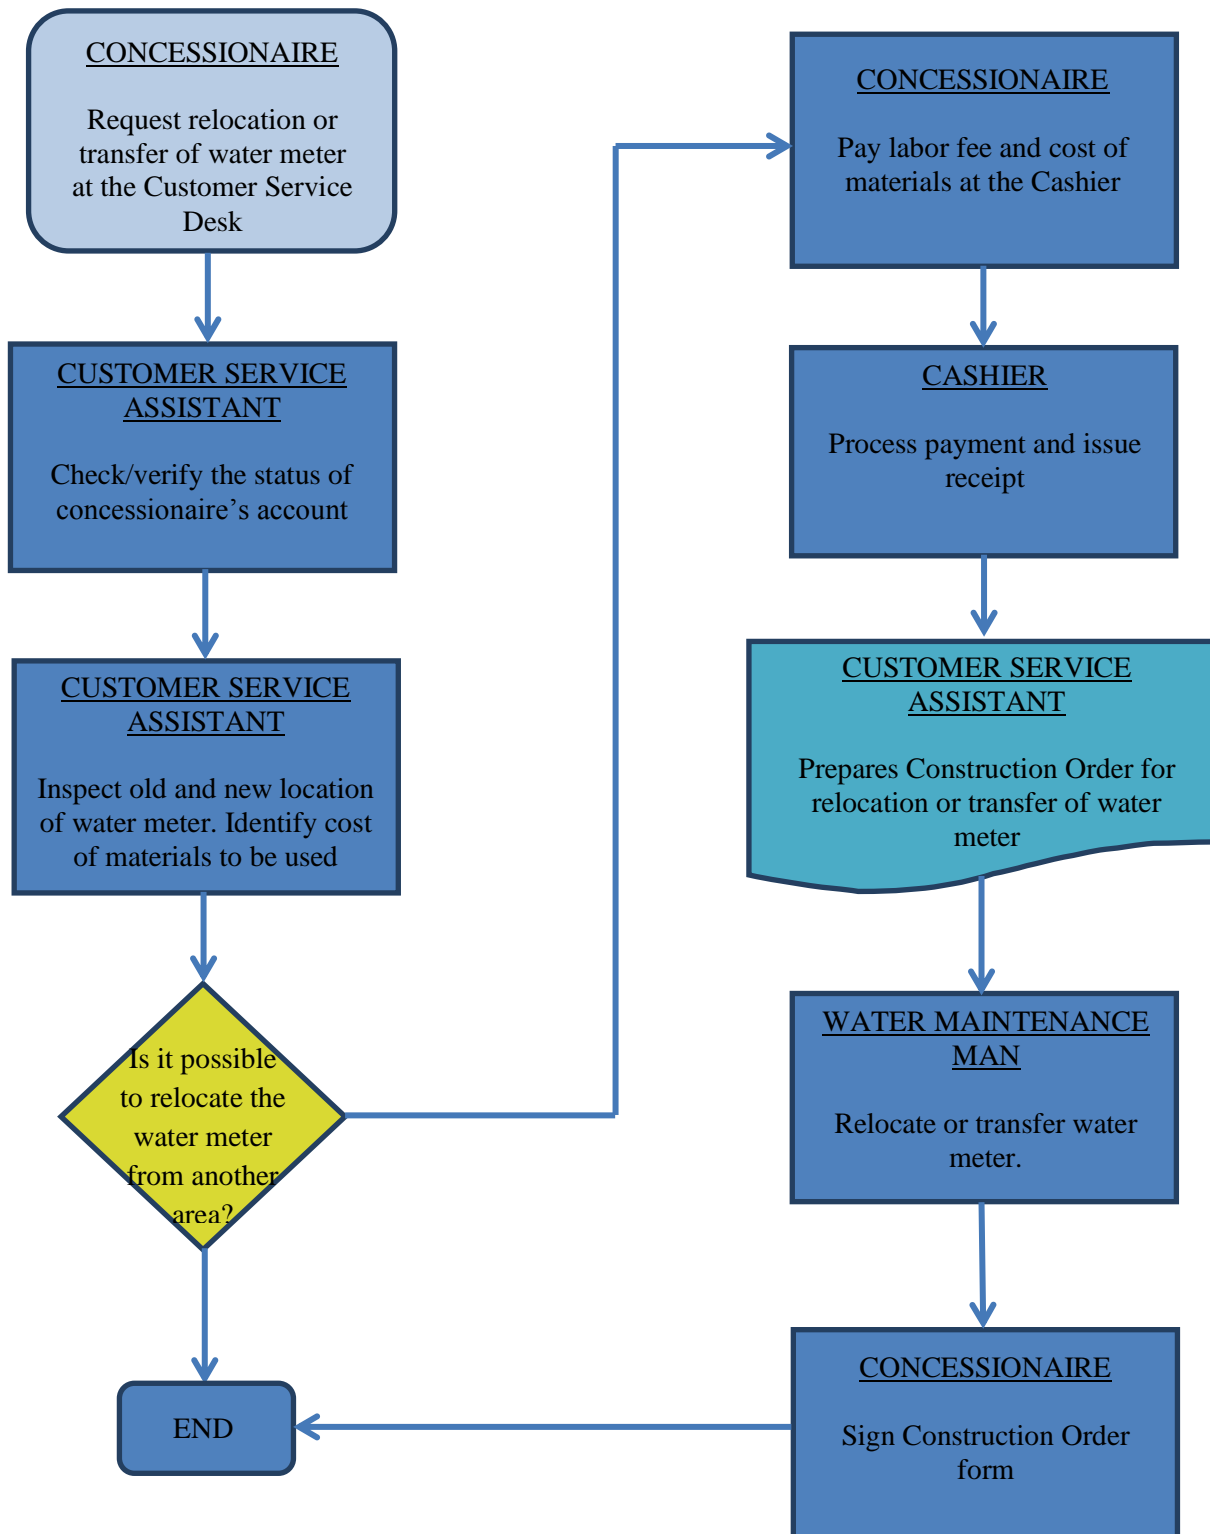 CONCESSIONAIRE
Request relocation or
transfer of water meter
at the Customer Service
Desk
CUSTOMER SERVICE
ASSISTANT
Check/verify the status of
concessionaire’s account
CUSTOMER SERVICE
ASSISTANT
Inspect old and new location
of water meter. Identify cost
of materials to be used
Is it possible
to relocate the
water meter
from another
area?
END
CONCESSIONAIRE
Pay labor fee and cost of
materials at the Cashier
CASHIER
Process payment and issue
receipt
CUSTOMER SERVICE
ASSISTANT
Prepares Construction Order for
relocation or transfer of water
meter
WATER MAINTENANCE
MAN
Relocate or transfer water
meter.
CONCESSIONAIRE
Sign Construction Order
form